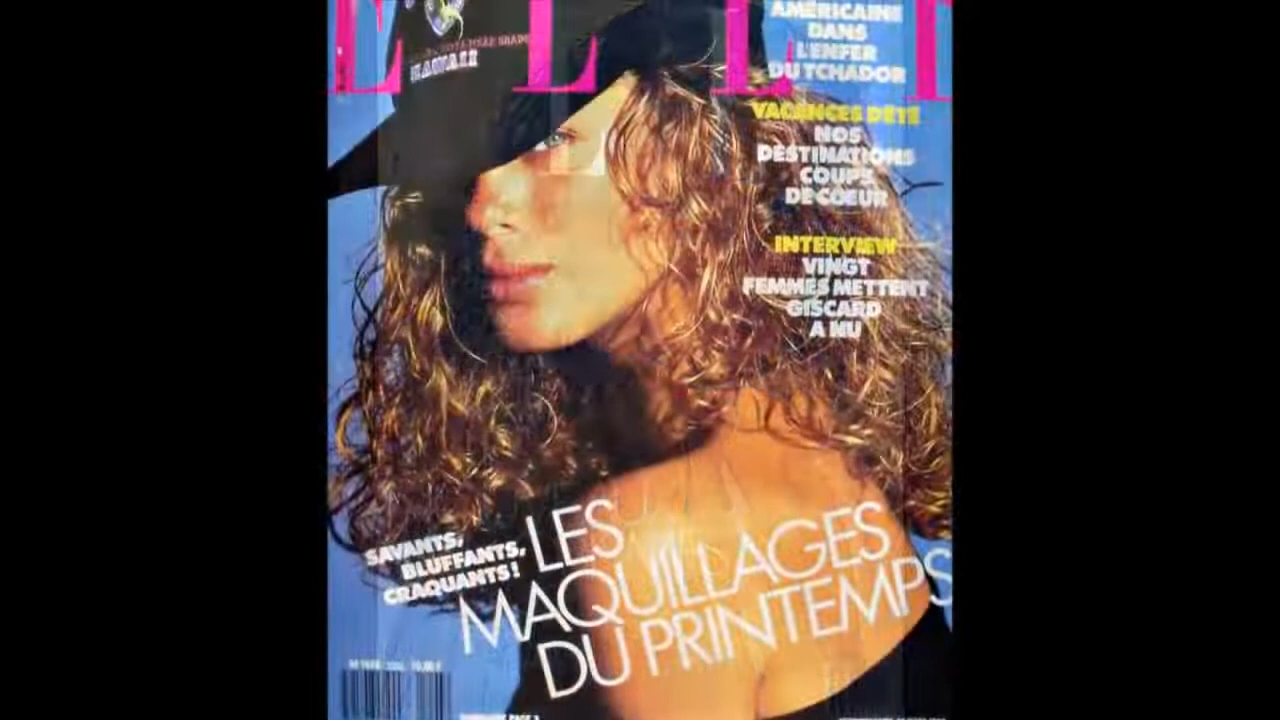 ELLE
HAWAII
AMÉRICAINE
DANS
L'ENFER
DU TCHADOR
VACANCES D'ÉTÉ
NOS
DESTINATIONS
COUPS
DE CŒUR
INTERVIEW
VINGT
FEMMES METTENT
GISCARD
A NU
SAVANTS,
BLUFFANTS,
CRAQUANTS!
LES
MAQUILLAGES
DU PRINTEMPS